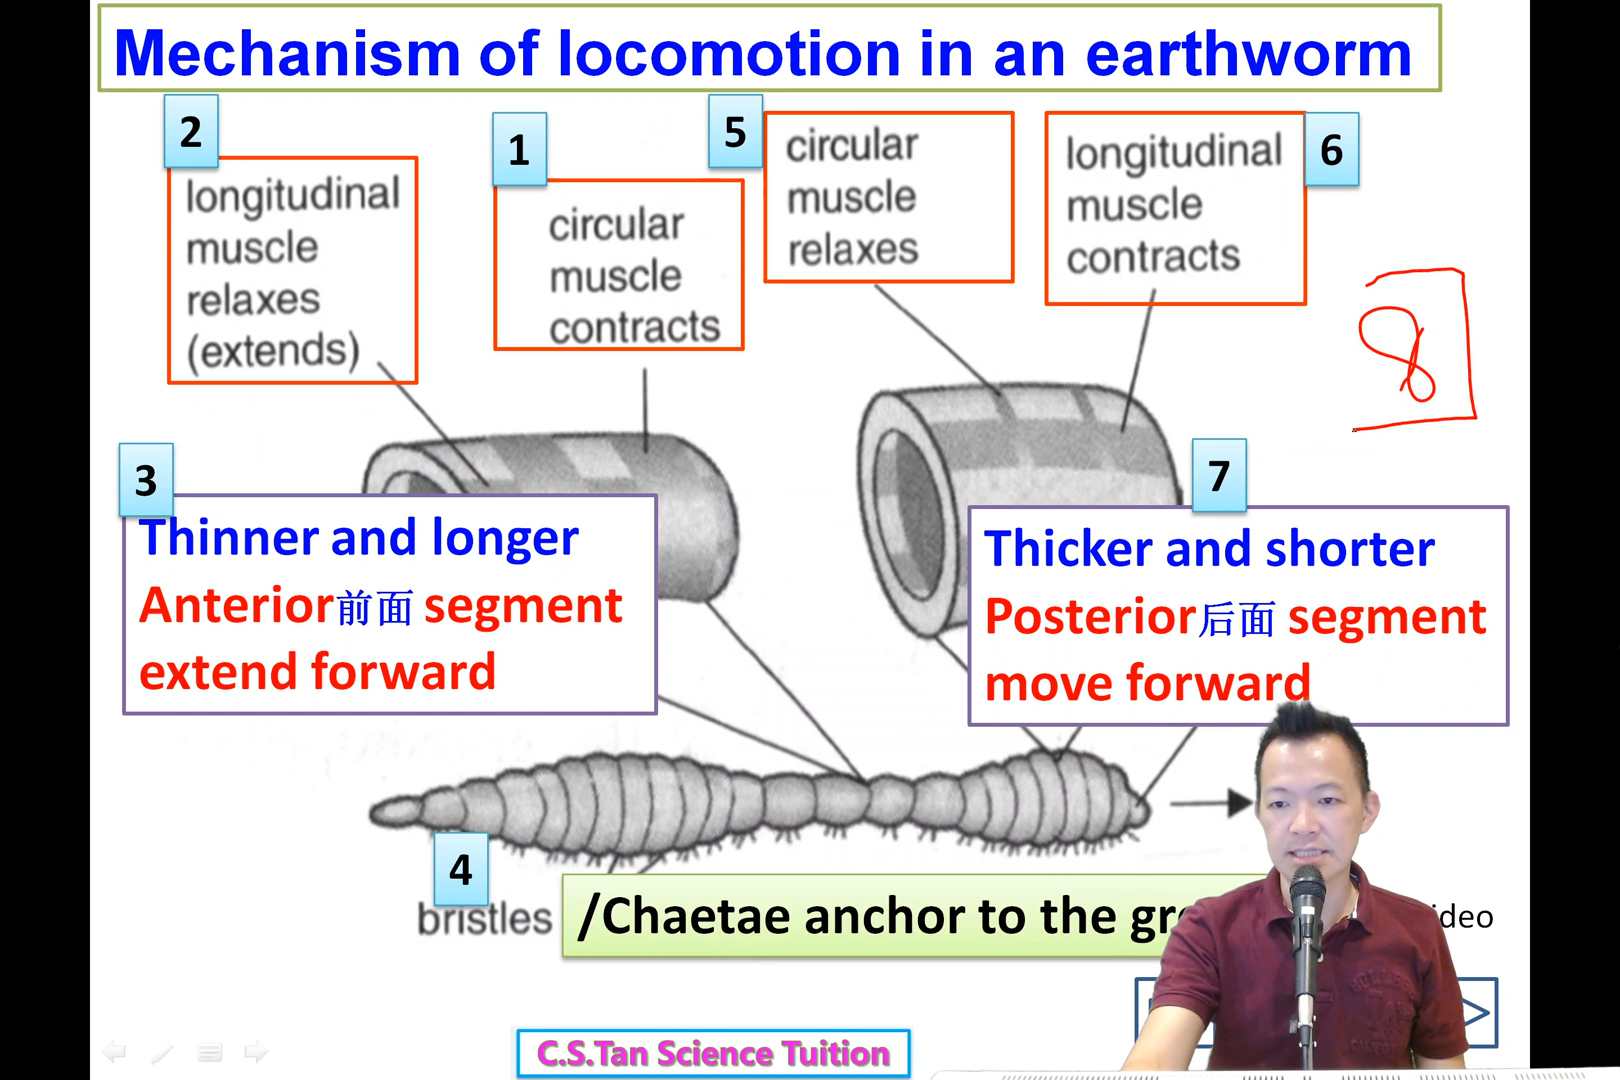 Mechanism of locomotion in an earthworm
2
longitudinal
muscle
relaxes
(extends)
1
circular
muscle
contracts
5
circular
muscle
relaxes
6
longitudinal
muscle
contracts
8
3
Thinner and longer
Anterior前面 segment
extend forward
7
Thicker and shorter
Posterior后面 segment
move forward
4
bristles
/Chaetae anchor to the
C.S.Tan Science Tuition